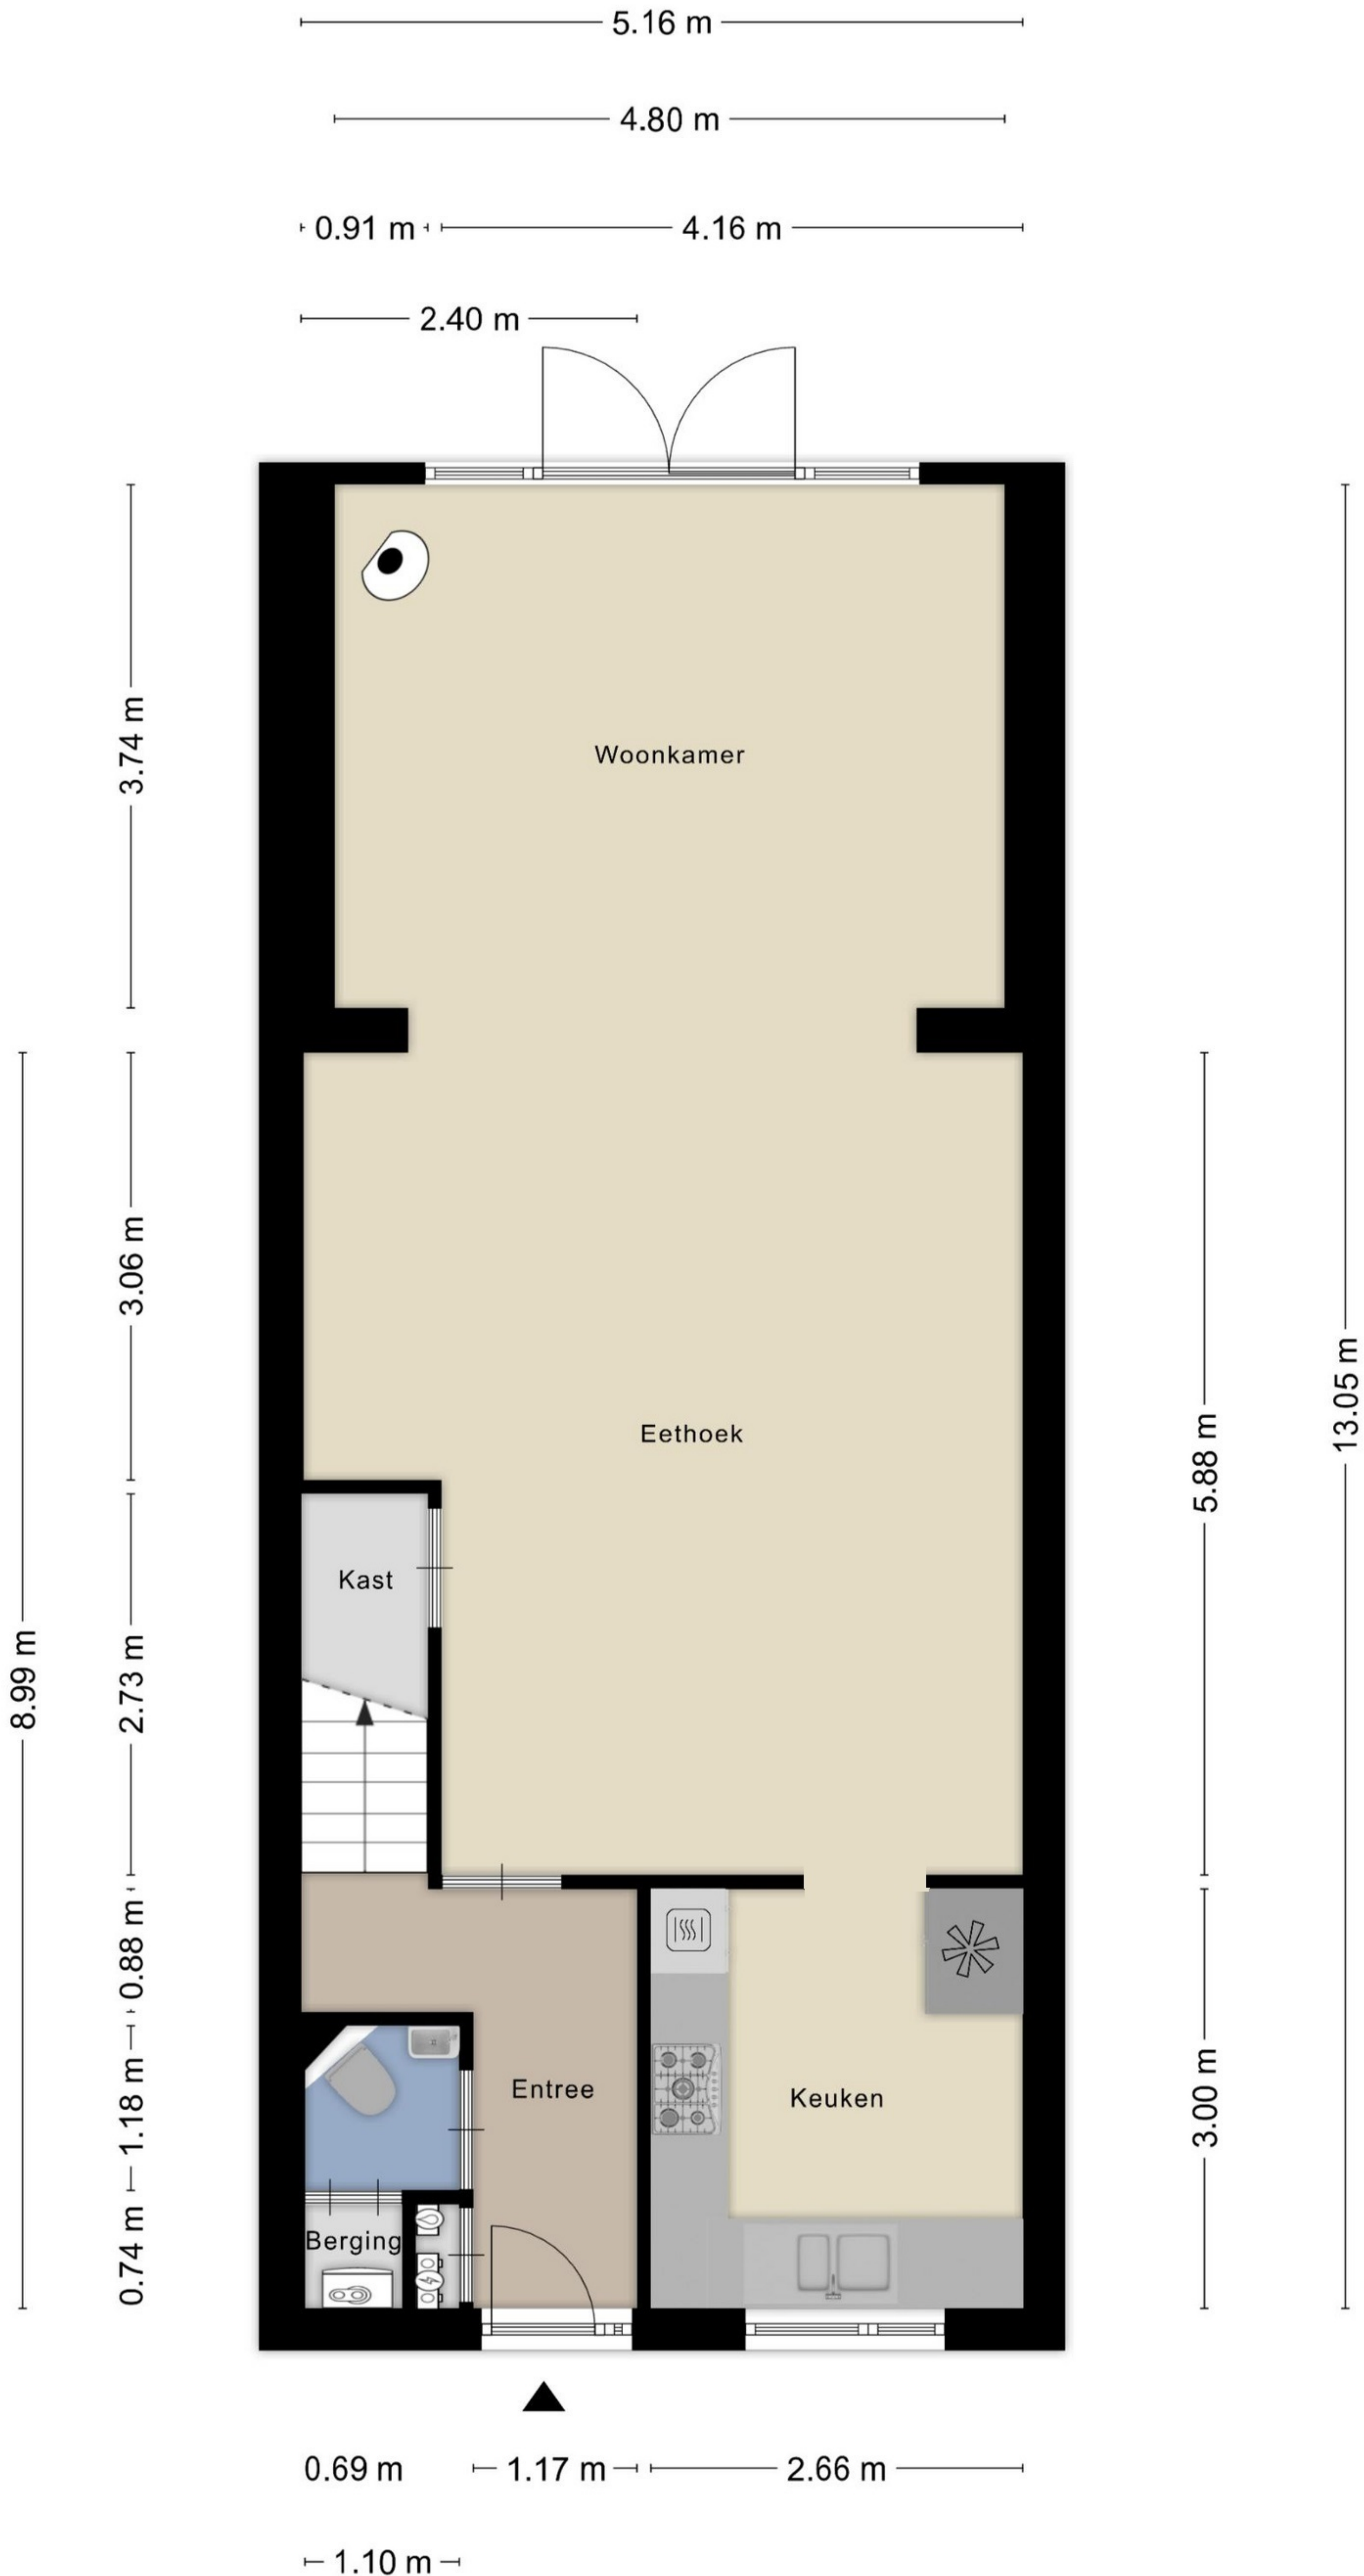 5.16 m
4.80 m
0.91 m
4.16 m
2.40 m
3.74 m
Woonkamer
3.06 m
13.05 m
Eethoek
5.88 m
Kast
8.99 m
2.73 m
0.88 m
Entree
Keuken
1.18 m
3.00 m
Berging
0.74 m
0.69 m
1.17 m
2.66 m
1.10 m